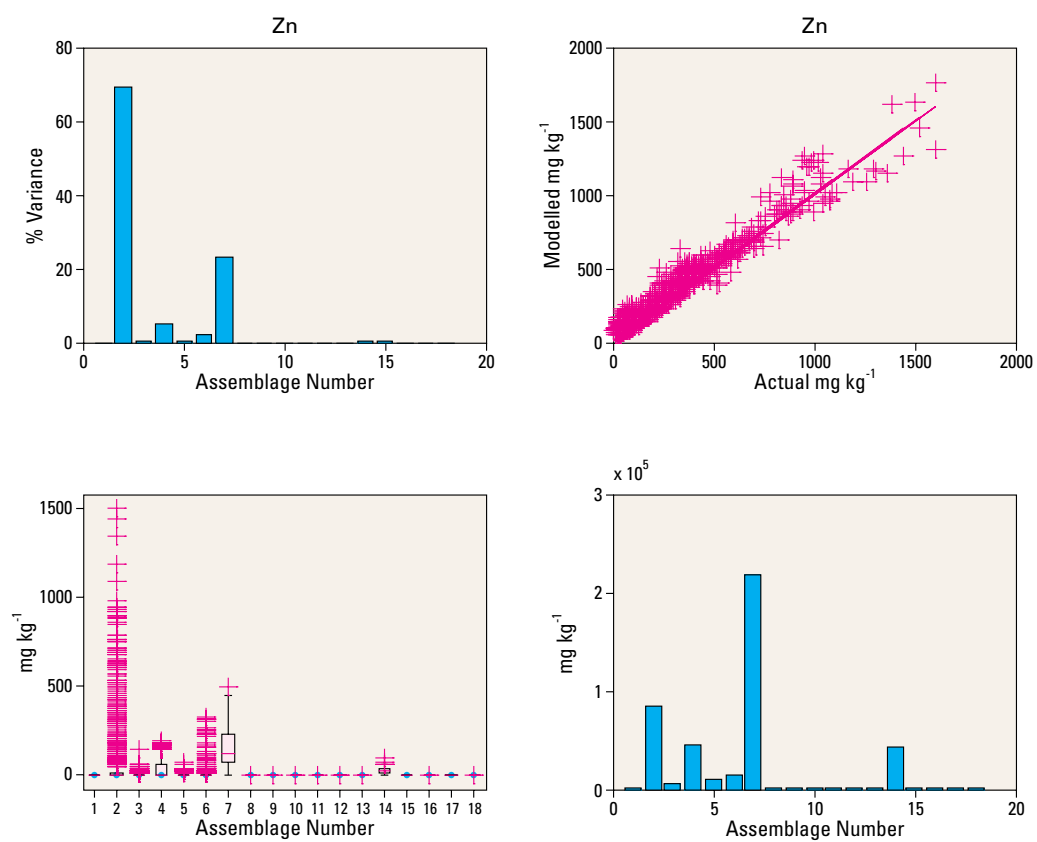 Zn
80
60
40
20
0
% Variance
0 5 10 15 20
Assemblage Number
Zn
2000
1500
1000
500
0
Modelled mg kg-1
0 500 1000 1500 2000
Actual mg kg-1
1500
1000
500
0
mg kg-1
1 2 3 4 5 6 7 8 9 10 11 12 13 14 15 16 17 18
Assemblage Number
x 10^5
3
2
1
0
mg kg-1
0 5 10 15 20
Assemblage Number